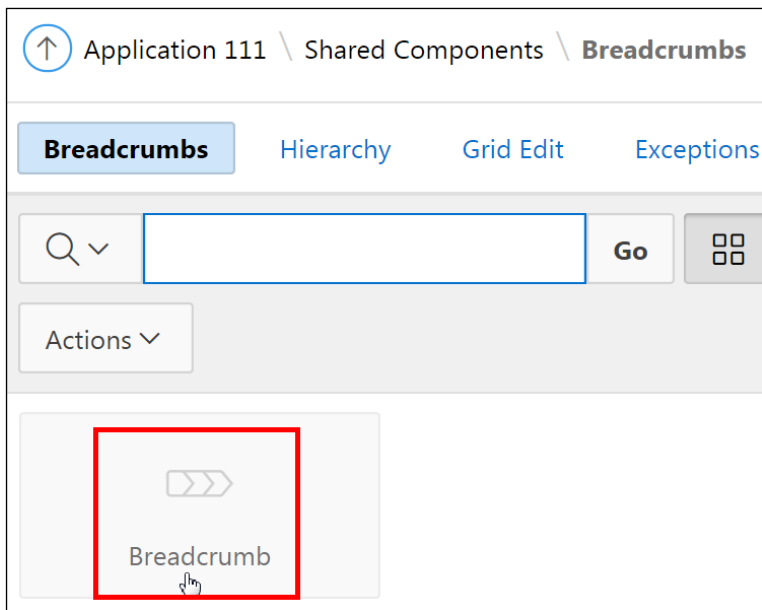 Application 111 \ Shared Components \ Breadcrumbs
Breadcrumbs Hierarchy Grid Edit Exceptions
Go
Actions
Breadcrumb